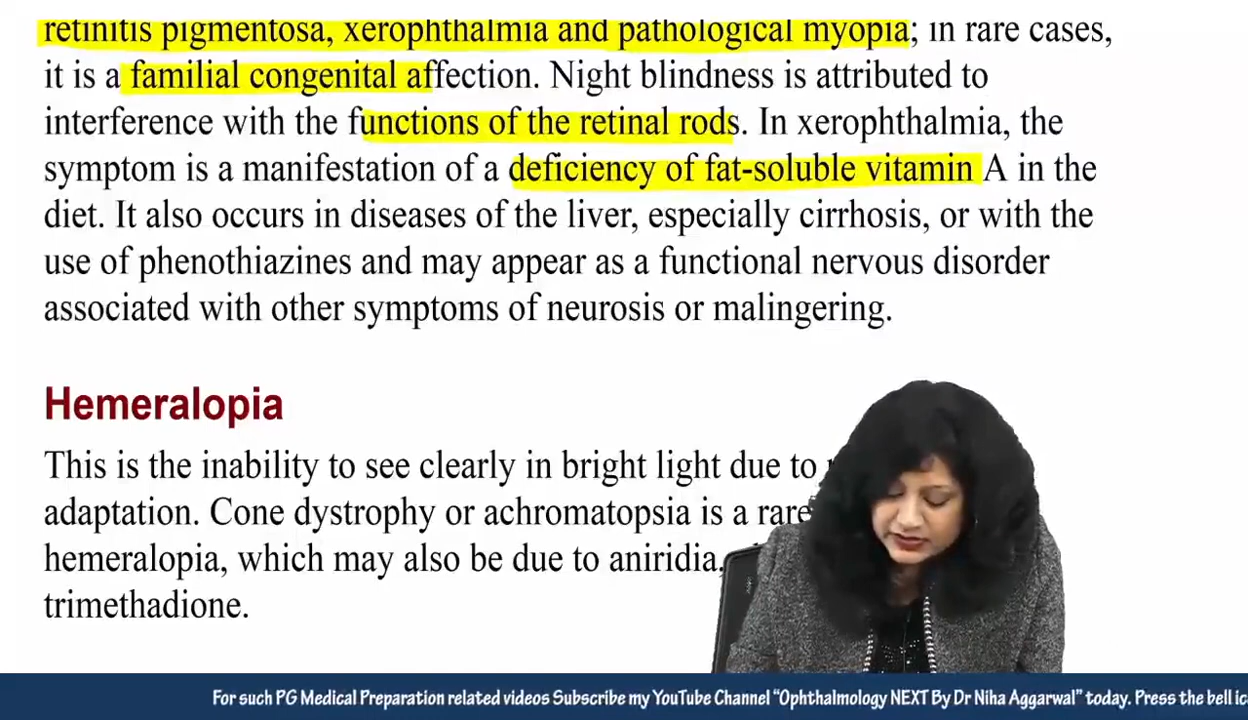 retinitis pigmentosa, xerophthalmia and pathological myopia; in rare cases,
it is a familial congenital affection. Night blindness is attributed to
interference with the functions of the retinal rods. In xerophthalmia, the
symptom is a manifestation of a deficiency of fat-soluble vitamin A in the
diet. It also occurs in diseases of the liver, especially cirrhosis, or with the
use of phenothiazines and may appear as a functional nervous disorder
associated with other symptoms of neurosis or malingering.
Hemeralopia
This is the inability to see clearly in bright light due to
adaptation. Cone dystrophy or achromatopsia is a rare
hemeralopia, which may also be due to aniridia,
trimethadione.
For such PG Medical Preparation related videos Subscribe my YouTube Channel “Ophthalmology NEXT By Dr Niha Aggarwal” today. Press the bell